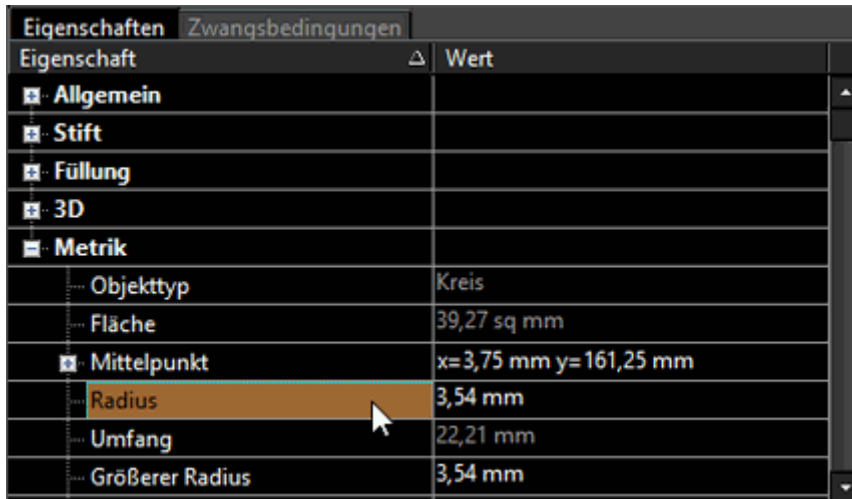 Eigenschaften Zwangsbedingungen
Eigenschaft Wert
Allgemein
Stift
Füllung
3D
Metrik
Objekttyp Kreis
Fläche 39,27 sq mm
Mittelpunkt x=3,75 mm y=161,25 mm
Radius 3,54 mm
Umfang 22,21 mm
Größerer Radius 3,54 mm